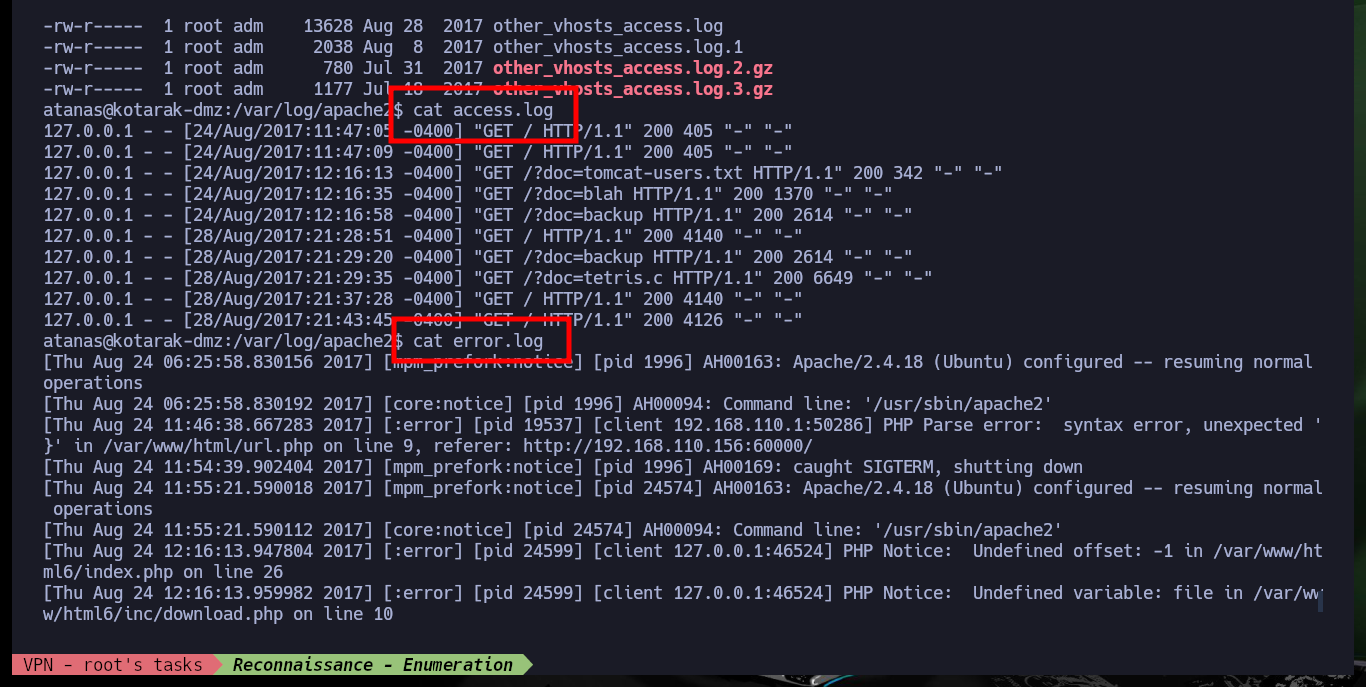 -rw-r-----  1 root adm    13628 Aug 28  2017 other_vhosts_access.log
-rw-r-----  1 root adm     2038 Aug  8  2017 other_vhosts_access.log.1
-rw-r-----  1 root adm      780 Jul 31  2017 other_vhosts_access.log.2.gz
-rw-r-----  1 root adm     1177 Jul 18  2017 other_vhosts_access.log.3.gz
atanas@kotarak-dmz:/var/log/apache2$ cat access.log
127.0.0.1 - - [24/Aug/2017:11:47:05 -0400] "GET / HTTP/1.1" 200 405 "-" "-"
127.0.0.1 - - [24/Aug/2017:11:47:09 -0400] "GET / HTTP/1.1" 200 405 "-" "-"
127.0.0.1 - - [24/Aug/2017:12:16:13 -0400] "GET /?doc=tomcat-users.txt HTTP/1.1" 200 342 "-" "-"
127.0.0.1 - - [24/Aug/2017:12:16:35 -0400] "GET /?doc=blah HTTP/1.1" 200 1370 "-" "-"
127.0.0.1 - - [24/Aug/2017:12:16:58 -0400] "GET /?doc=backup HTTP/1.1" 200 2614 "-" "-"
127.0.0.1 - - [28/Aug/2017:21:28:51 -0400] "GET / HTTP/1.1" 200 4140 "-" "-"
127.0.0.1 - - [28/Aug/2017:21:29:20 -0400] "GET /?doc=backup HTTP/1.1" 200 2614 "-" "-"
127.0.0.1 - - [28/Aug/2017:21:29:35 -0400] "GET /?doc=tetris.c HTTP/1.1" 200 6649 "-" "-"
127.0.0.1 - - [28/Aug/2017:21:37:28 -0400] "GET / HTTP/1.1" 200 4140 "-" "-"
127.0.0.1 - - [28/Aug/2017:21:43:45 -0400] "GET / HTTP/1.1" 200 4126 "-" "-"
atanas@kotarak-dmz:/var/log/apache2$ cat error.log
[Thu Aug 24 06:25:58.830156 2017] [mpm_prefork:notice] [pid 1996] AH00163: Apache/2.4.18 (Ubuntu) configured -- resuming normal
operations
[Thu Aug 24 06:25:58.830192 2017] [core:notice] [pid 1996] AH00094: Command line: '/usr/sbin/apache2'
[Thu Aug 24 11:46:38.667283 2017] [:error] [pid 19537] [client 192.168.110.1:50286] PHP Parse error:  syntax error, unexpected '
}' in /var/www/html/url.php on line 9, referer: http://192.168.110.156:60000/
[Thu Aug 24 11:54:39.902404 2017] [mpm_prefork:notice] [pid 1996] AH00169: caught SIGTERM, shutting down
[Thu Aug 24 11:55:21.590018 2017] [mpm_prefork:notice] [pid 24574] AH00163: Apache/2.4.18 (Ubuntu) configured -- resuming normal
 operations
[Thu Aug 24 11:55:21.590112 2017] [core:notice] [pid 24574] AH00094: Command line: '/usr/sbin/apache2'
[Thu Aug 24 12:16:13.947804 2017] [:error] [pid 24599] [client 127.0.0.1:46524] PHP Notice:  Undefined offset: -1 in /var/www/ht
ml6/index.php on line 26
[Thu Aug 24 12:16:13.959982 2017] [:error] [pid 24599] [client 127.0.0.1:46524] PHP Notice:  Undefined variable: file in /var/ww
w/html6/inc/download.php on line 10
VPN - root's tasks Reconnaissance - Enumeration